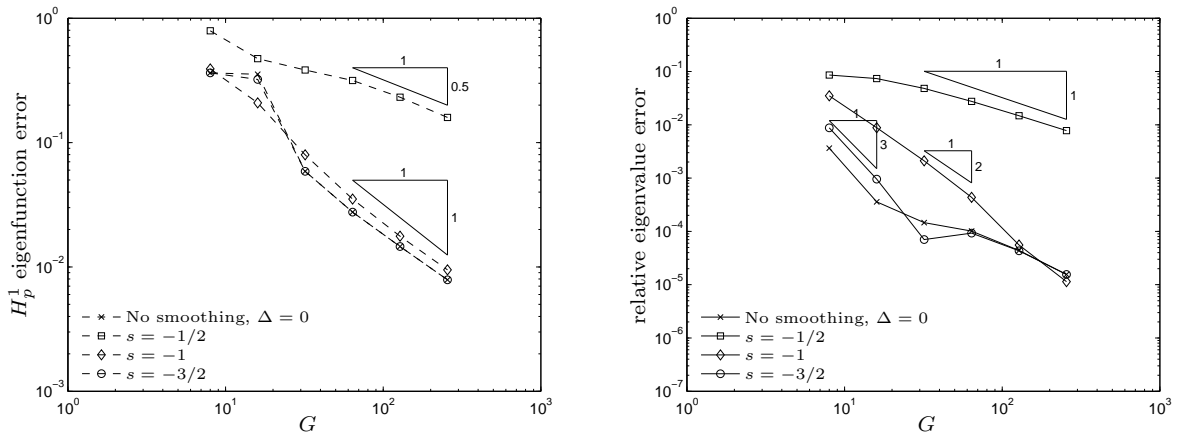 10^0
10^-1
10^-2
10^-3
10^0
10^1
10^2
10^3
H_p^1 eigenfunction error
G
1
0.5
1
1
No smoothing, Δ = 0
s = −1/2
s = −1
s = −3/2
10^0
10^-1
10^-2
10^-3
10^-4
10^-5
10^-6
10^-7
10^0
10^1
10^2
10^3
relative eigenvalue error
G
1
1
1
3
1
2
No smoothing, Δ = 0
s = −1/2
s = −1
s = −3/2